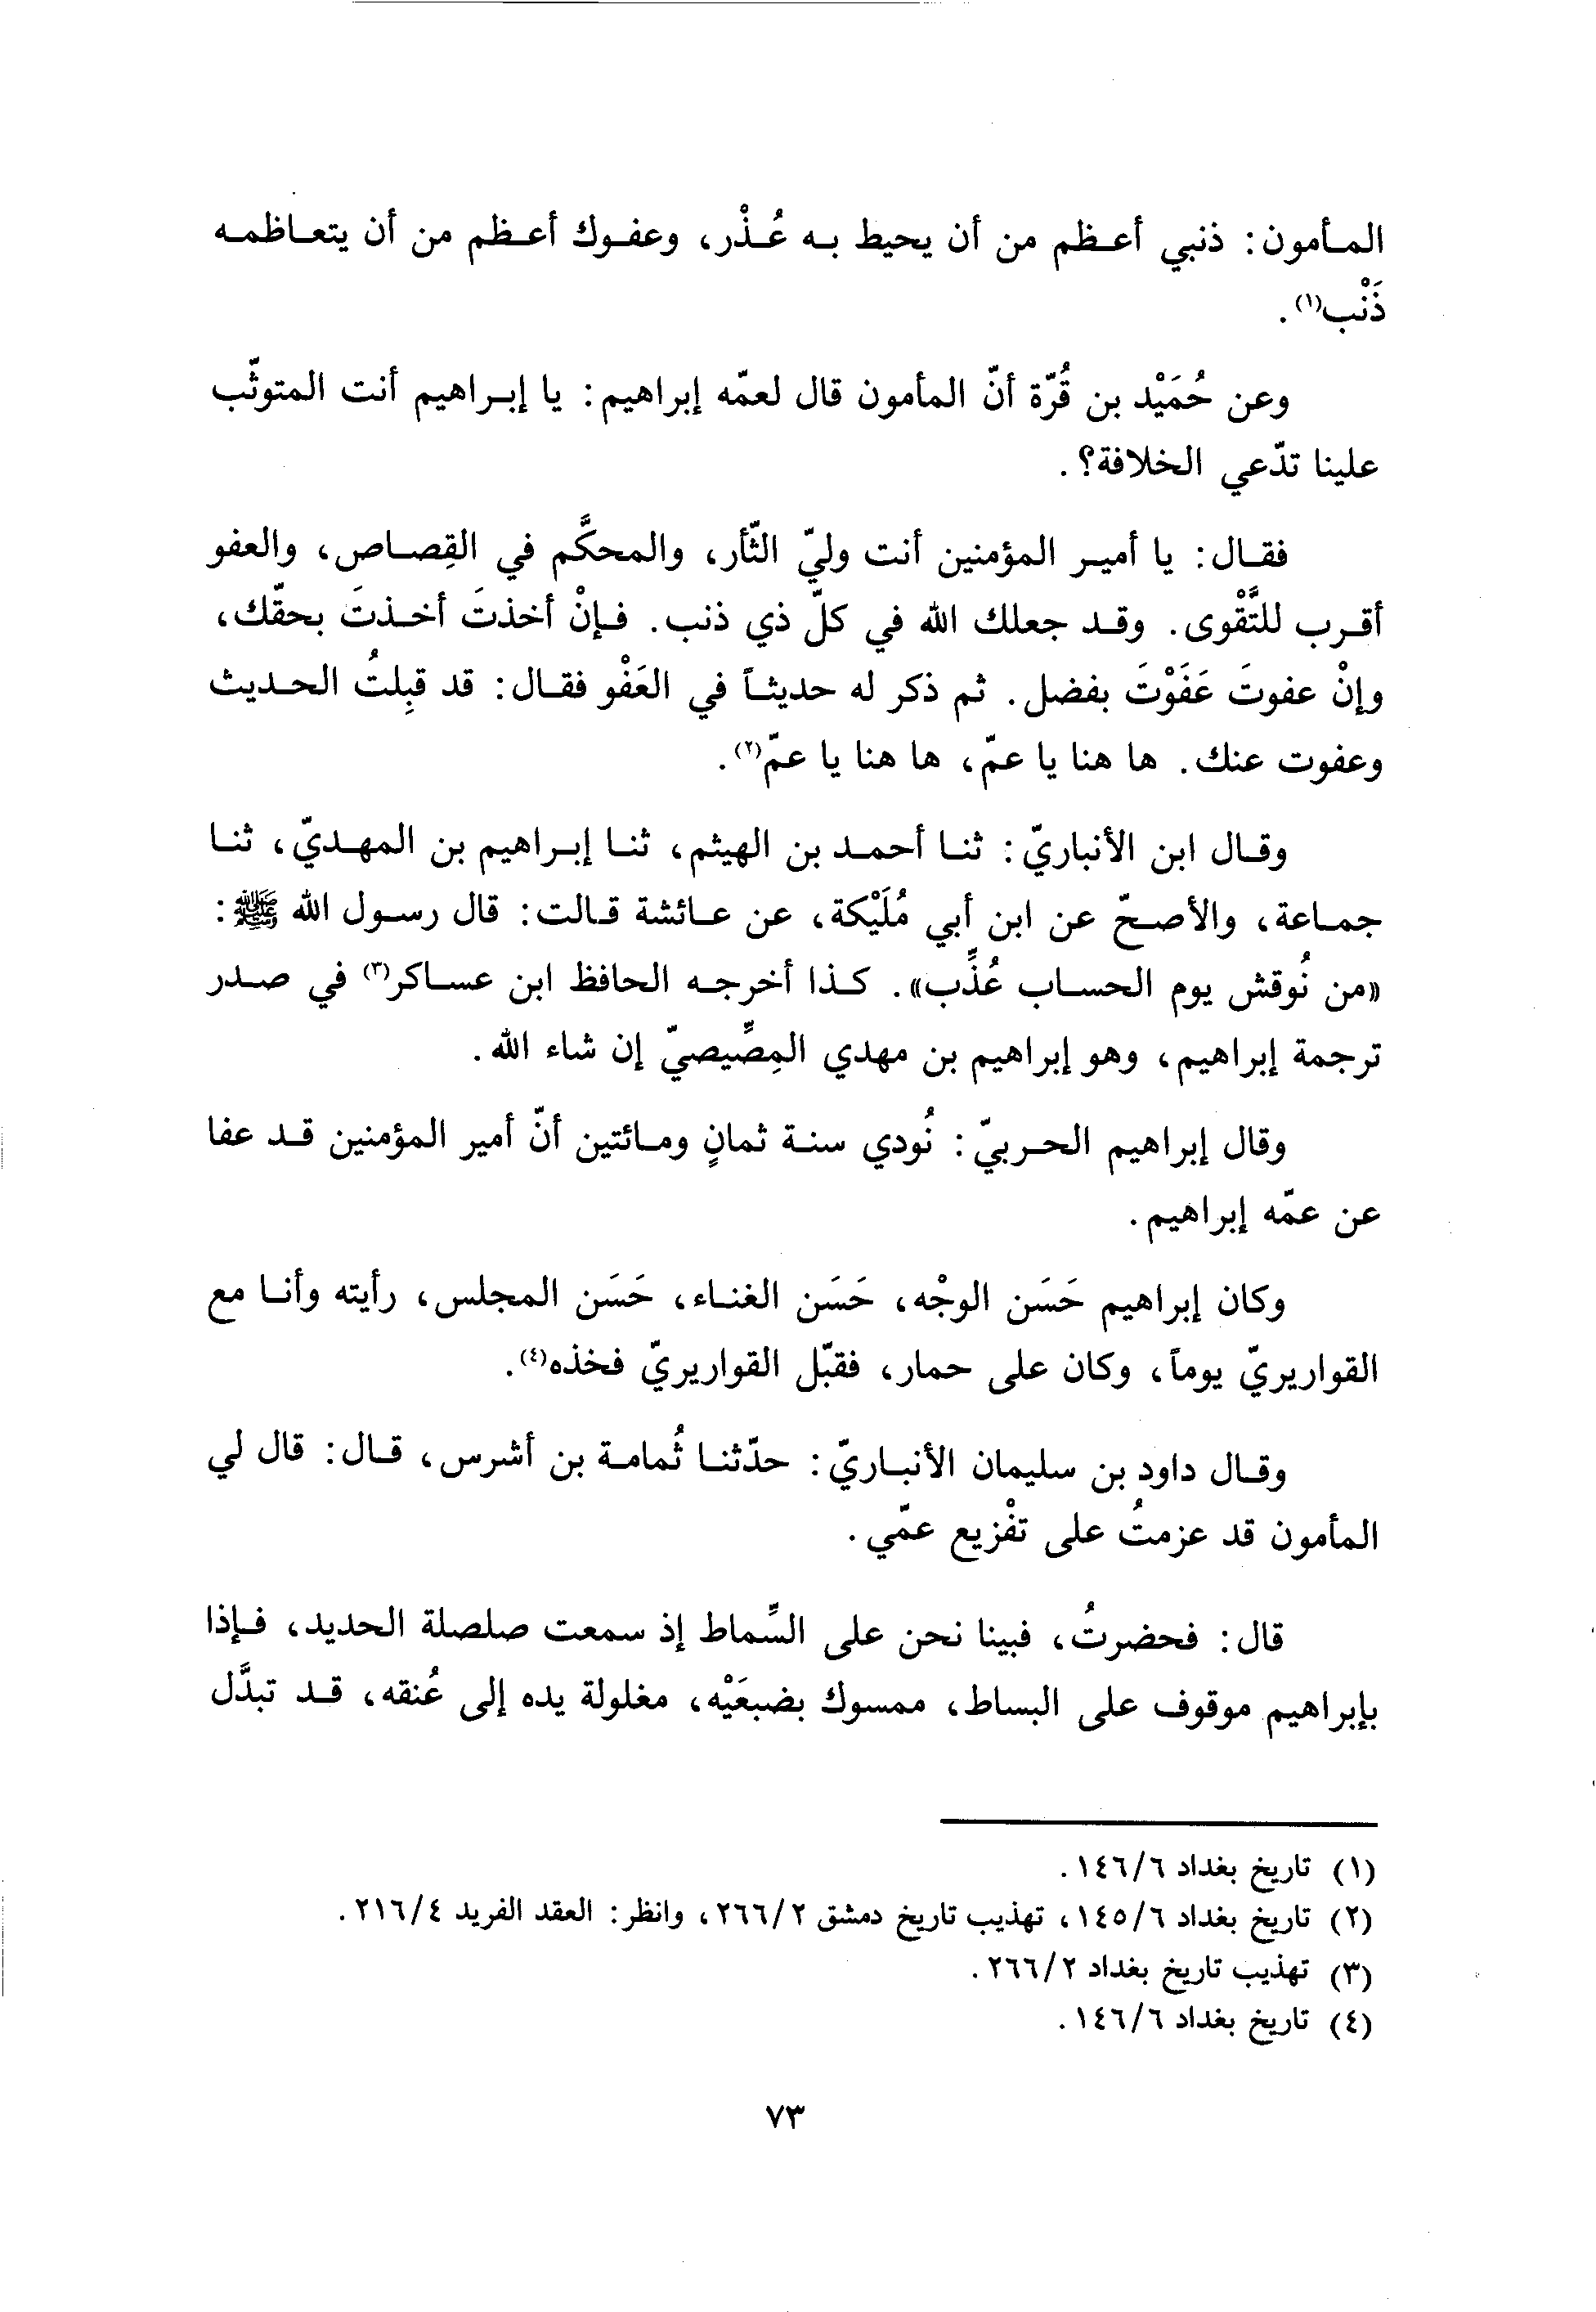 المأمون: ذنبي أعظم من أن يحيط به عُذْر، وعفوك أعظم من أن يتعاظمه
ذَنْب(١).
وعن حُمَيْد بن قُرّة أنّ المأمون قال لعمّه إبراهيم: يا إبراهيم أنت المتوثّب
علينا تدّعي الخلافة؟.
فقال: يا أمير المؤمنين أنت وليّ الثّأر، والمحكَّم في القِصاص، والعفو
أقرب للتَّقْوى. وقد جعلك الله في كلّ ذي ذنب. فإنْ أخذتَ أخذتَ بحقّك،
وإنْ عفوتَ عَفَوْتَ بفضل. ثم ذكر له حديثاً في العَفْو فقال: قد قبِلتُ الحديث
وعفوت عنك. ها هنا يا عمّ، ها هنا يا عمّ(٢).
وقال ابن الأنباريّ: ثنا أحمد بن الهيثم، ثنا إبراهيم بن المهديّ، ثنا
جماعة، والأصحّ عن ابن أبي مُلَيْكة، عن عائشة قالت: قال رسول الله ﷺ:
«من نُوقش يوم الحساب عُذِّب». كذا أخرجه الحافظ ابن عساكر(٣) في صدر
ترجمة إبراهيم، وهو إبراهيم بن مهدي المِصِّيصيّ إن شاء الله.
وقال إبراهيم الحربيّ: نُودي سنة ثمانٍ ومائتين أنّ أمير المؤمنين قد عفا
عن عمّه إبراهيم.
وكان إبراهيم حَسَن الوجْه، حَسَن الغناء، حَسَن المجلس، رأيته وأنا مع
القواريريّ يوماً، وكان على حمار، فقبّل القواريريّ فخذه(٤).
وقال داود بن سليمان الأنباريّ: حدّثنا ثُمامة بن أشرس، قال: قال لي
المأمون قد عزمتُ على تفْزيع عمّي.
قال: فحضرتُ، فبينا نحن على السِّماط إذ سمعت صلصلة الحديد، فإذا
بإبراهيم موقوف على البساط، ممسوك بضبعَيْه، مغلولة يده إلى عُنقه، قد تبدَّل
(١) تاريخ بغداد ١٤٦/٦.
(٢) تاريخ بغداد ١٤٥/٦، تهذيب تاريخ دمشق ٢٦٦/٢، وانظر: العقد الفريد ٢١٦/٤.
(٣) تهذيب تاريخ بغداد ٢٦٦/٢.
(٤) تاريخ بغداد ١٤٦/٦.
٧٣